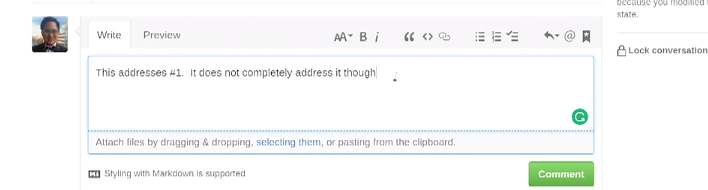 because you modified t
state.
Write Preview
AA B i
This addresses #1. It does not completely address it though
Lock conversation
Attach files by dragging & dropping, selecting them, or pasting from the clipboard.
Styling with Markdown is supported
Comment